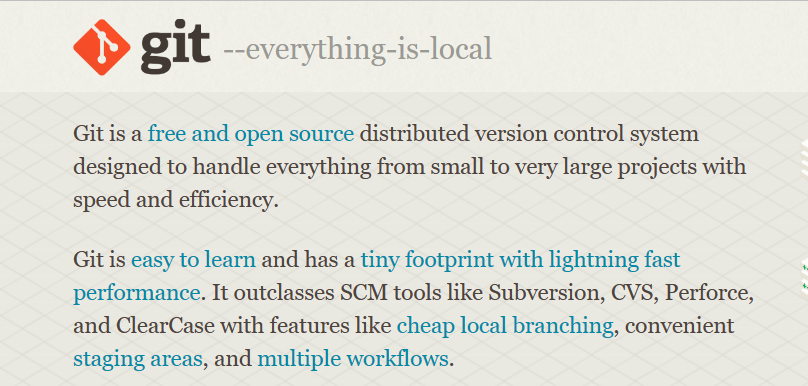 git --everything-is-local
Git is a free and open source distributed version control system
designed to handle everything from small to very large projects with
speed and efficiency.
Git is easy to learn and has a tiny footprint with lightning fast
performance. It outclasses SCM tools like Subversion, CVS, Perforce,
and ClearCase with features like cheap local branching, convenient
staging areas, and multiple workflows.